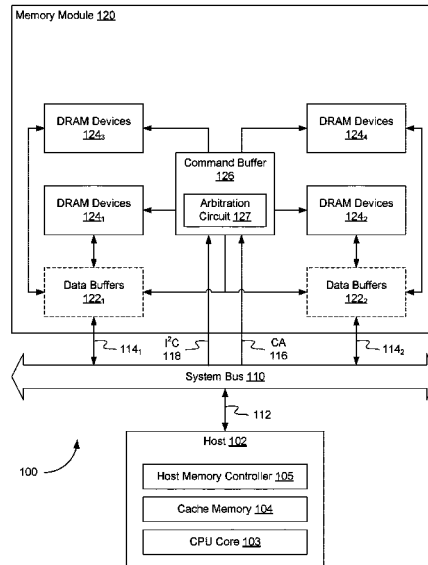 Memory Module 120
DRAM Devices
124₃
DRAM Devices
124₄
Command Buffer
126
Arbitration
Circuit 127
DRAM Devices
124₁
DRAM Devices
124₂
Data Buffers
122₁
Data Buffers
122₂
114₁
I²C
118
CA
116
114₂
System Bus 110
112
100
Host 102
Host Memory Controller 105
Cache Memory 104
CPU Core 103